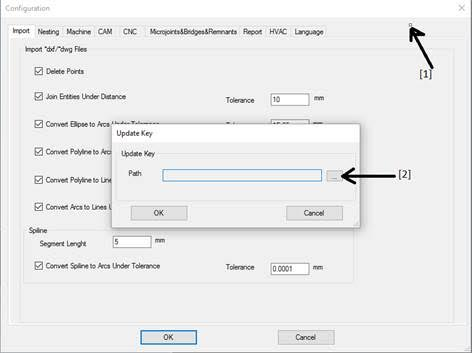 Configuration
Import Nesting Machine CAM CNC Microjoints&Bridges&Remnants Report HVAC Language
[1]
Import *dxf/*dwg Files
Delete Points
Join Entities Under Distance Tolerance 10 mm
Convert Ellipse to Arcs Under Tolerance
Update Key
Update Key
Convert Polyline to Arcs
Path ... [2]
Convert Polyline to Lines
Convert Arcs to Lines
OK Cancel
Spiline
Segment Lenght 5 mm
Convert Spiline to Arcs Under Tolerance Tolerance 0.0001 mm
OK Cancel